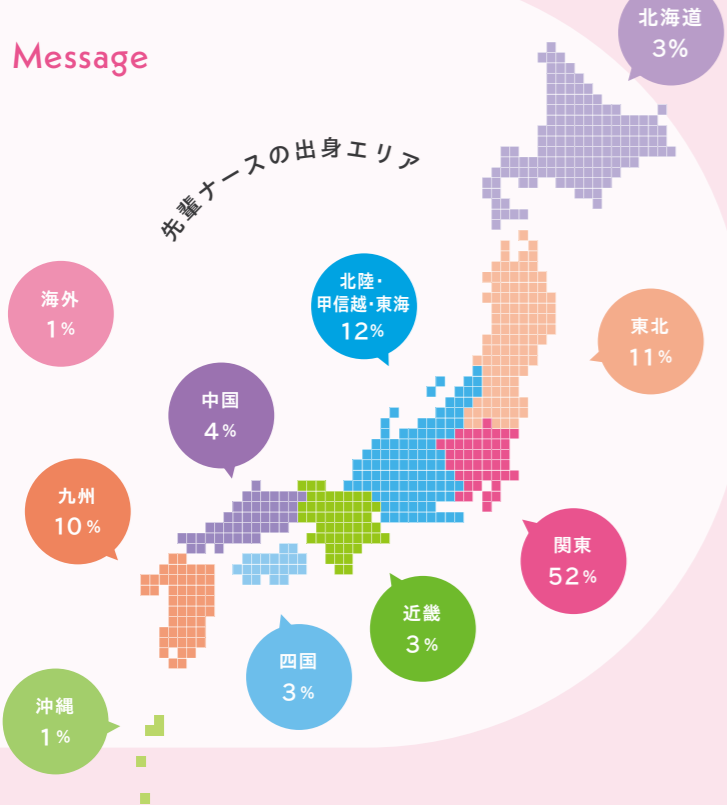 Message
先輩ナースの出身エリア
北海道
3%
東北
11%
北陸・
甲信越・東海
12%
海外
1%
中国
4%
九州
10%
関東
52%
近畿
3%
四国
3%
沖縄
1%